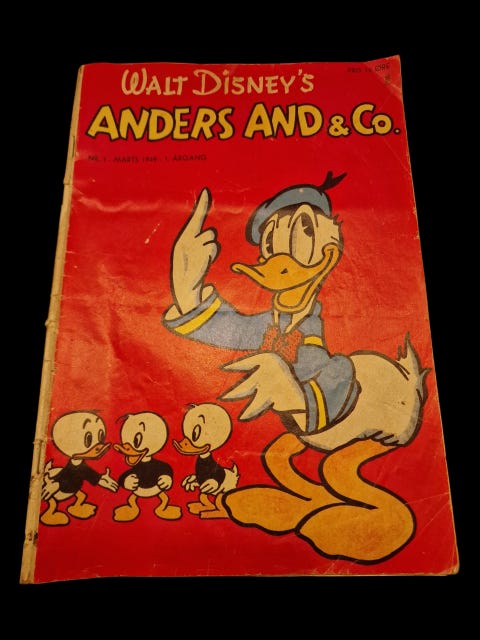 WALT DISNEY'S
ANDERS AND & Co.
NR. 1 - MARTS 1949 - 1. ÅRGANG